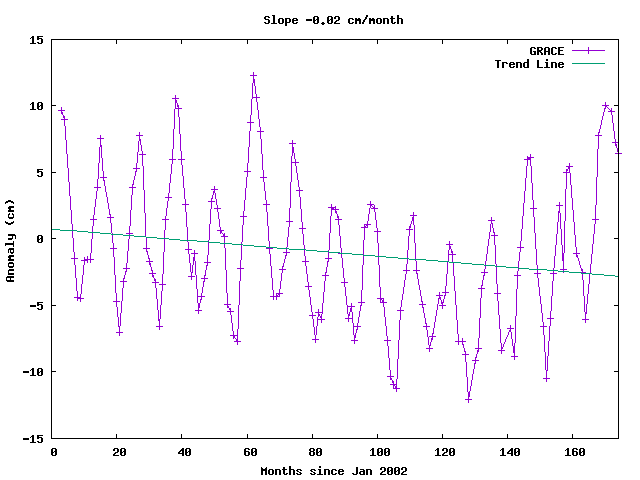 Slope -0.02 cm/month
15
10
5
0
-5
-10
-15
Anomaly (cm)
GRACE
Trend Line
0 20 40 60 80 100 120 140 160
Months since Jan 2002